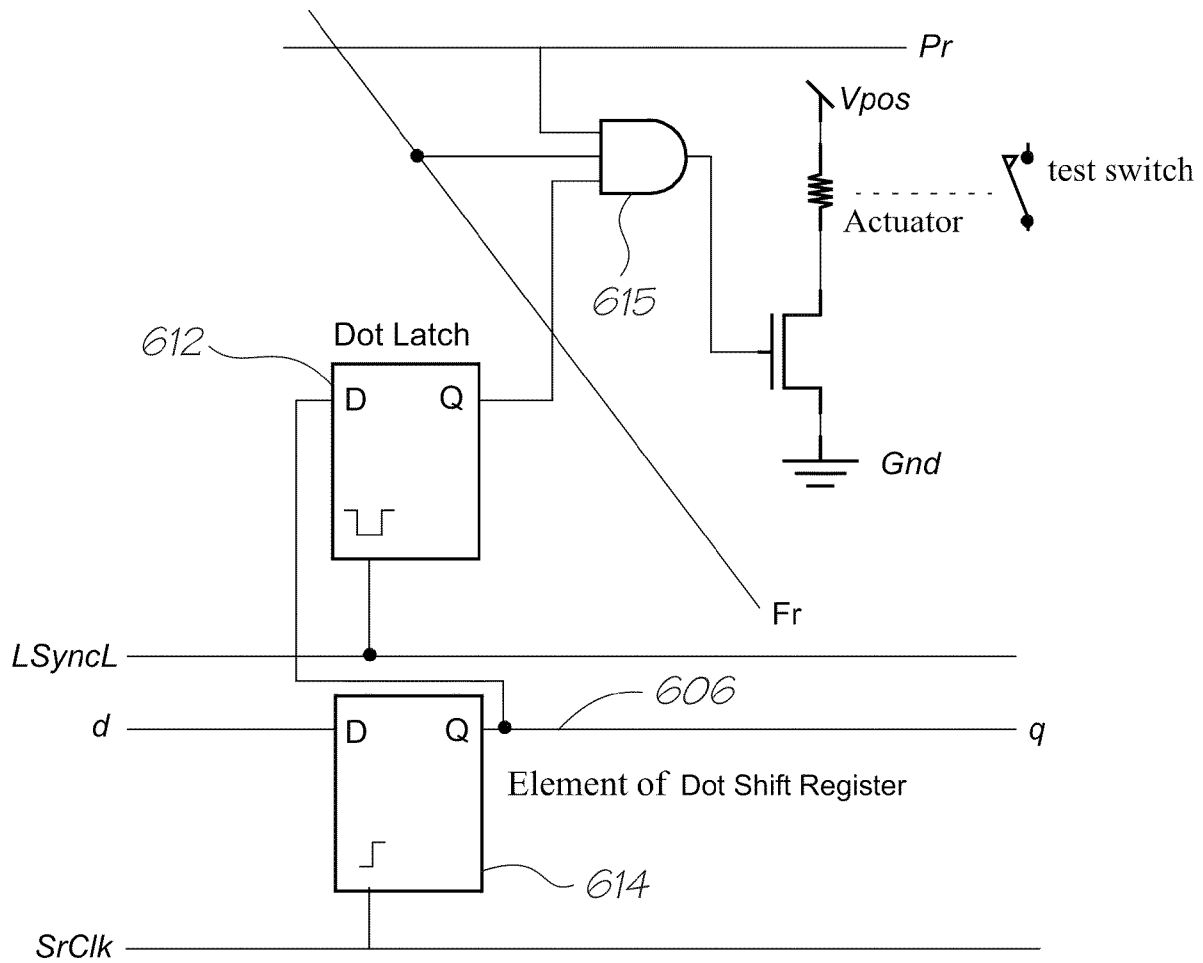 Pr
Vpos
test switch
Actuator
615
612
Dot Latch
D Q
Gnd
Fr
LSyncL
606
d
D Q
q
Element of Dot Shift Register
614
SrClk